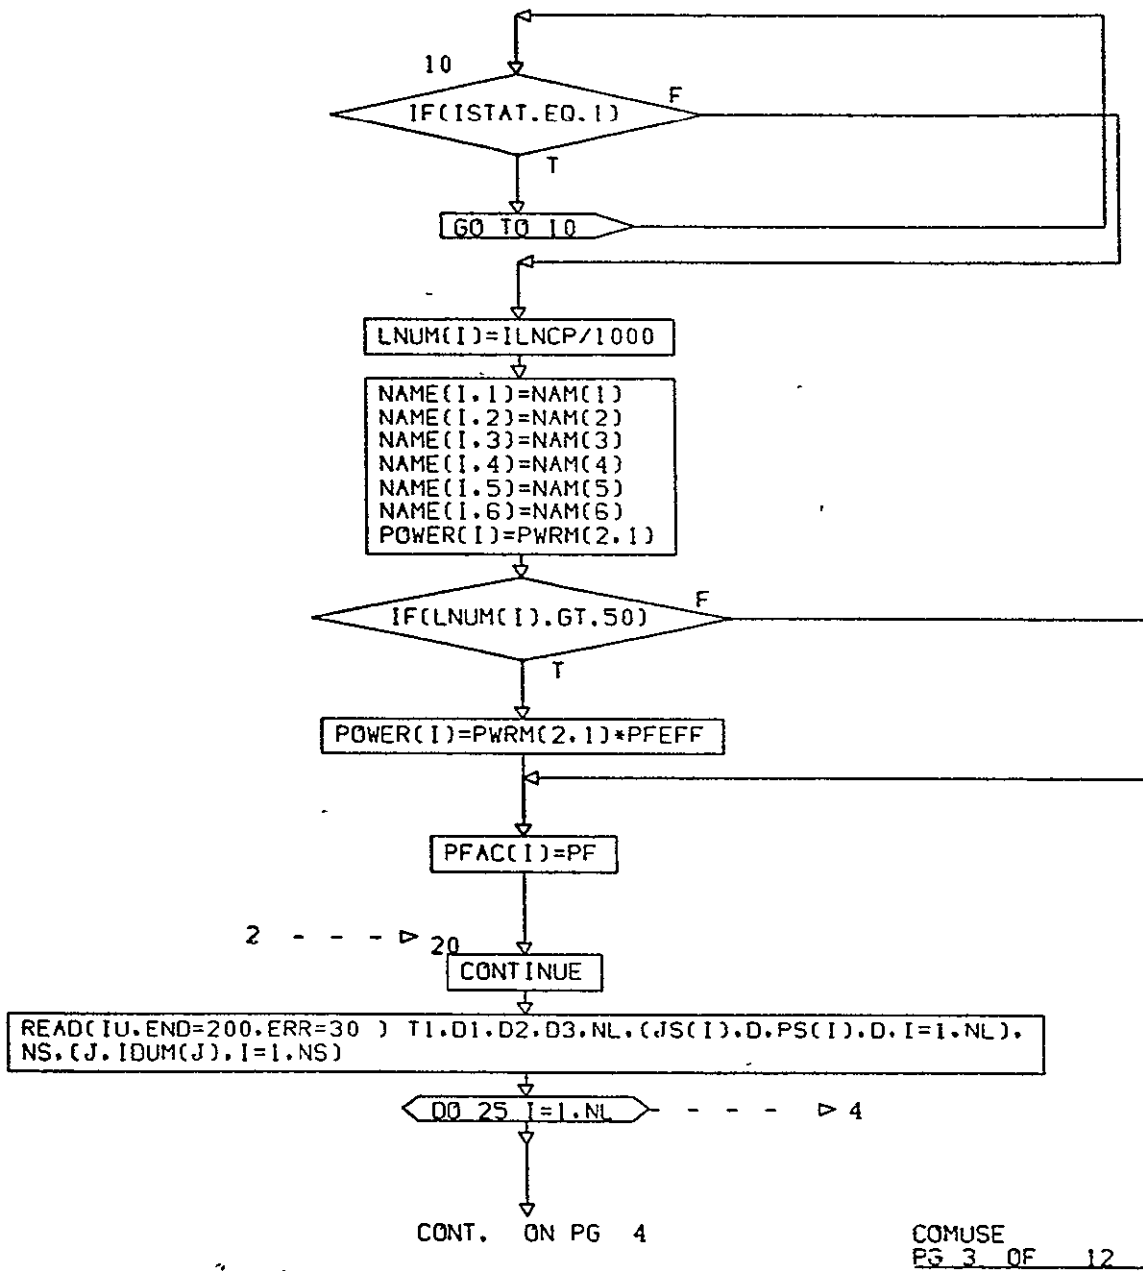 10
IF(ISTAT.EQ.1)
F
T
GO TO 10
LNUM(I)=ILNCP/1000
NAME(I.1)=NAM(1)
NAME(I.2)=NAM(2)
NAME(I.3)=NAM(3)
NAME(I.4)=NAM(4)
NAME(I.5)=NAM(5)
NAME(I.6)=NAM(6)
POWER(I)=PWRM(2.1)
IF(LNUM(I).GT.50)
F
T
POWER(I)=PWRM(2.1)*PFEFF
PFAC(I)=PF
2 - - - 20
CONTINUE
READ(IU.END=200.ERR=30 ) T1.D1.D2.D3.NL.(JS(I).D.PS(I).D.I=1.NL).
NS.(J.IDUM(J).I=1.NS)
DO 25 I=1.NL - - - - 4
CONT. ON PG 4
COMUSE
PG 3 OF 12